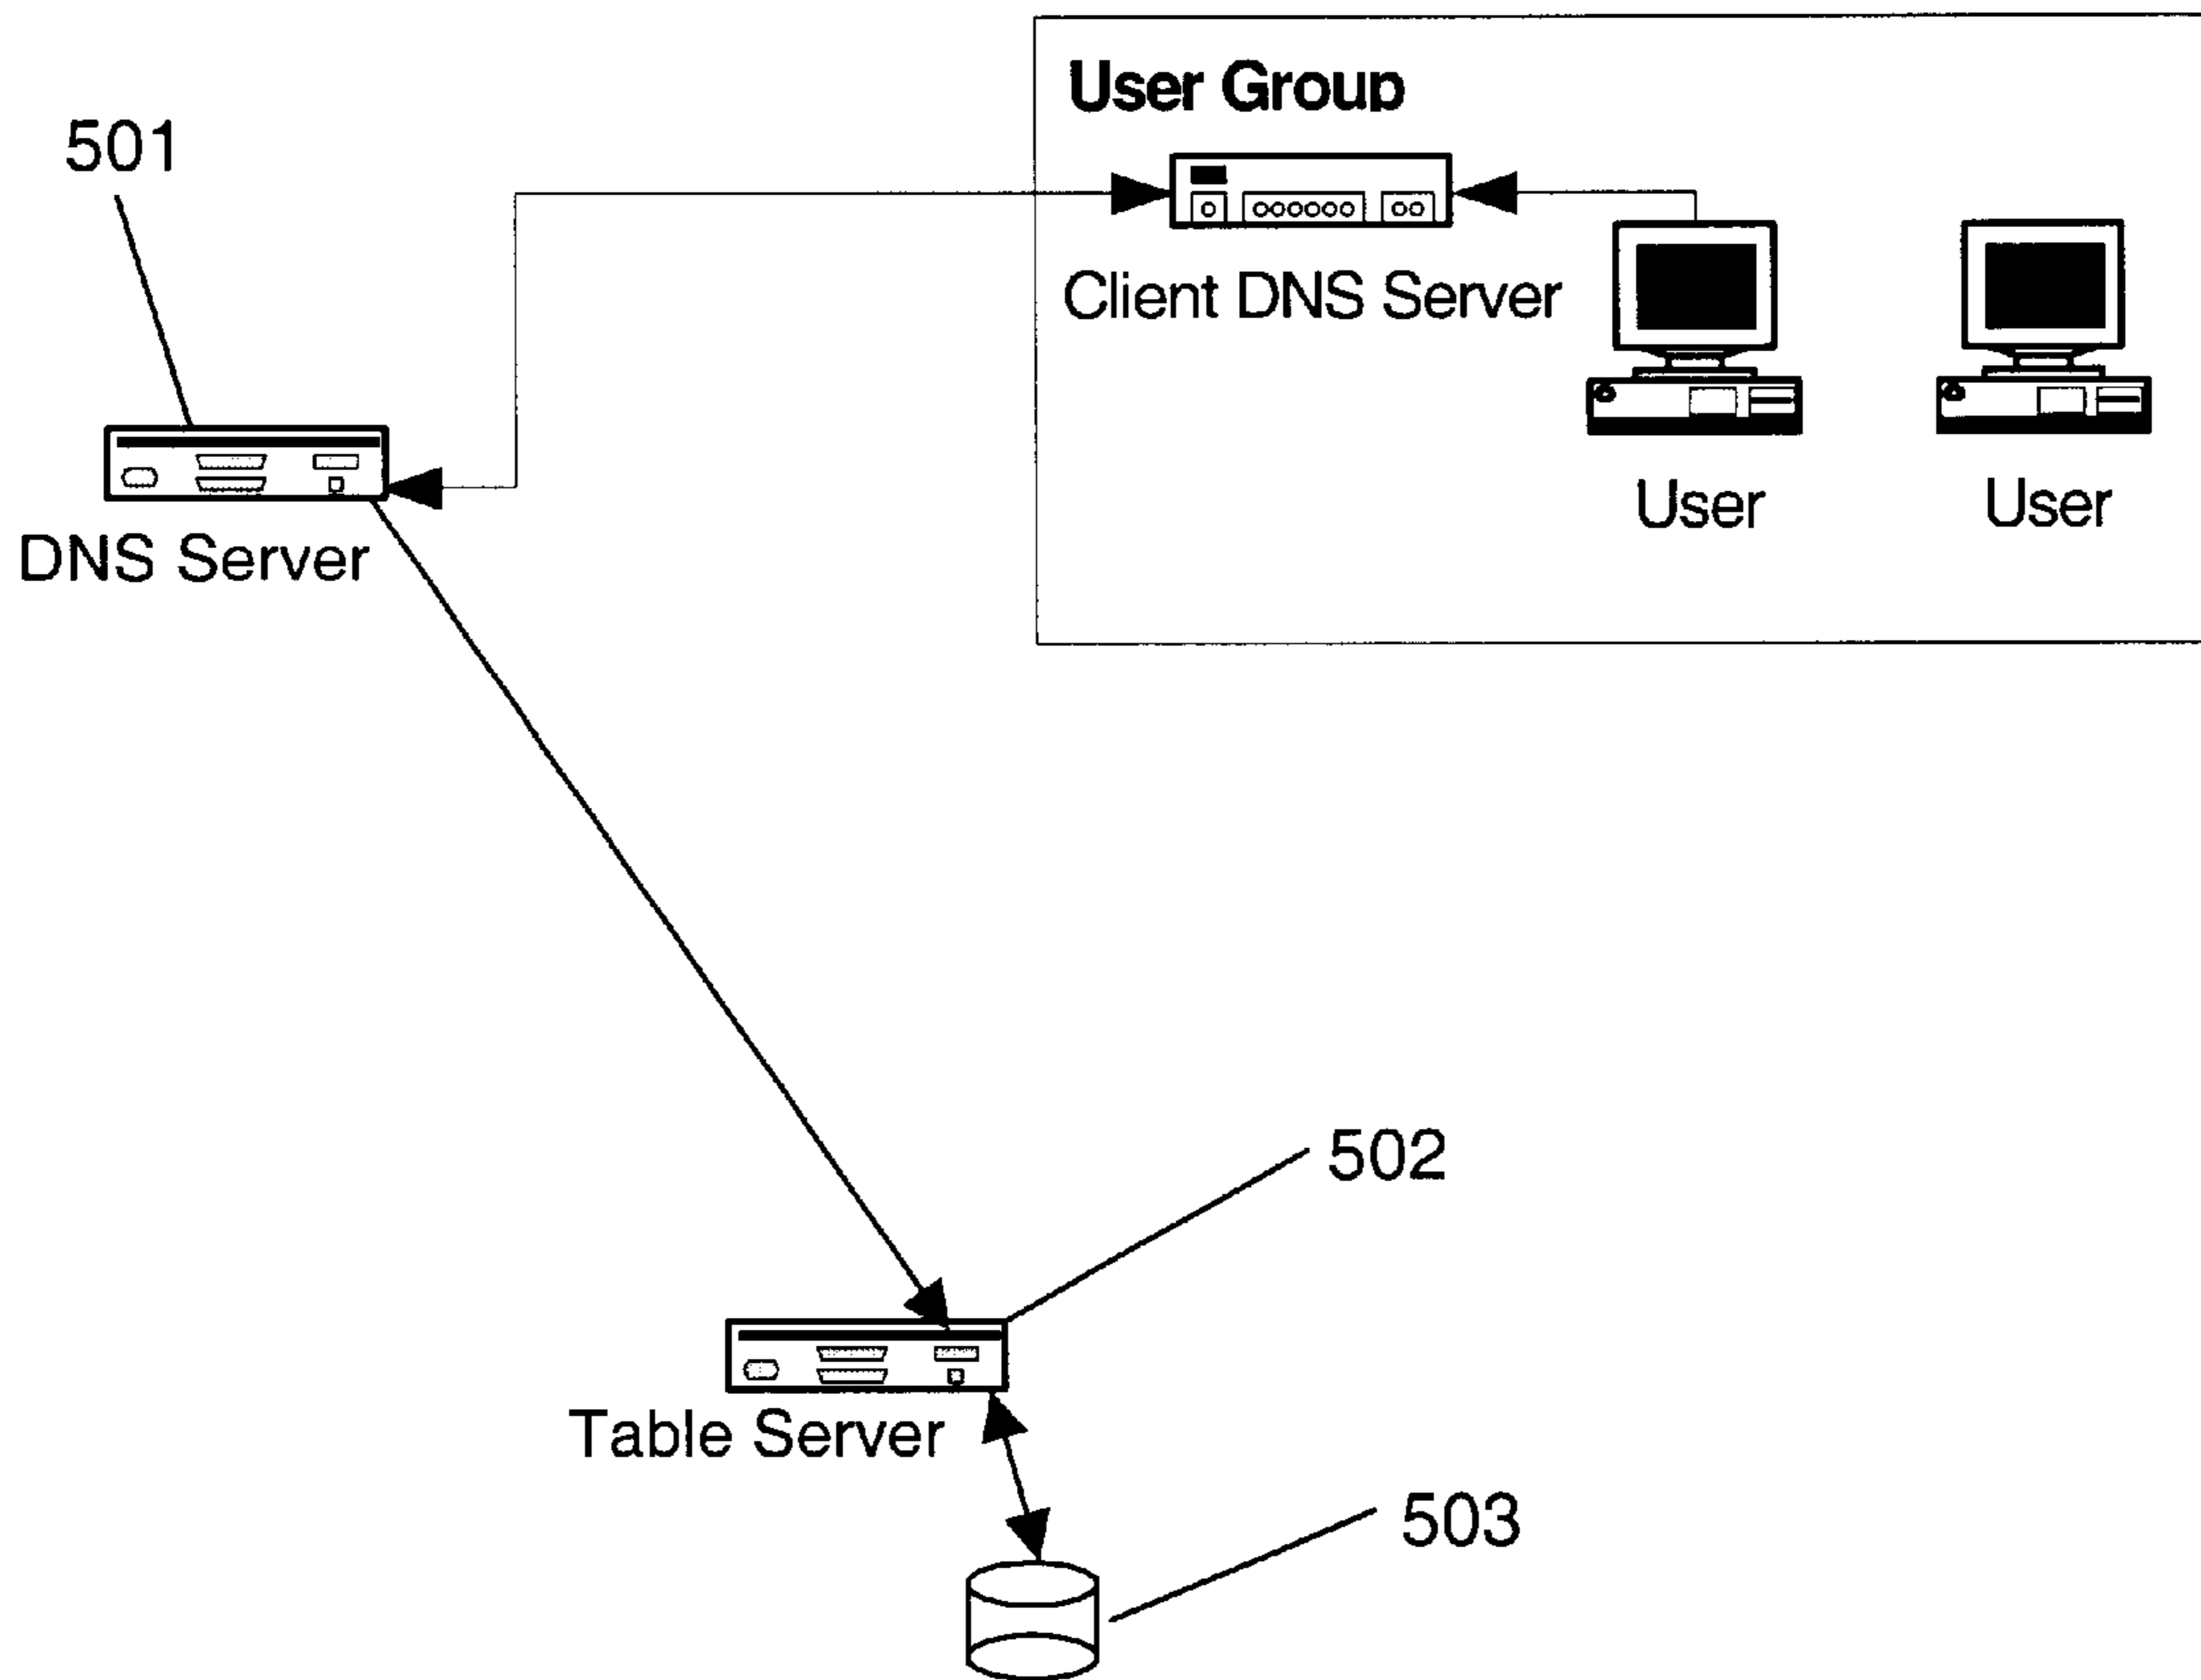 User Group
501
Client DNS Server
User
User
DNS Server
502
Table Server
503